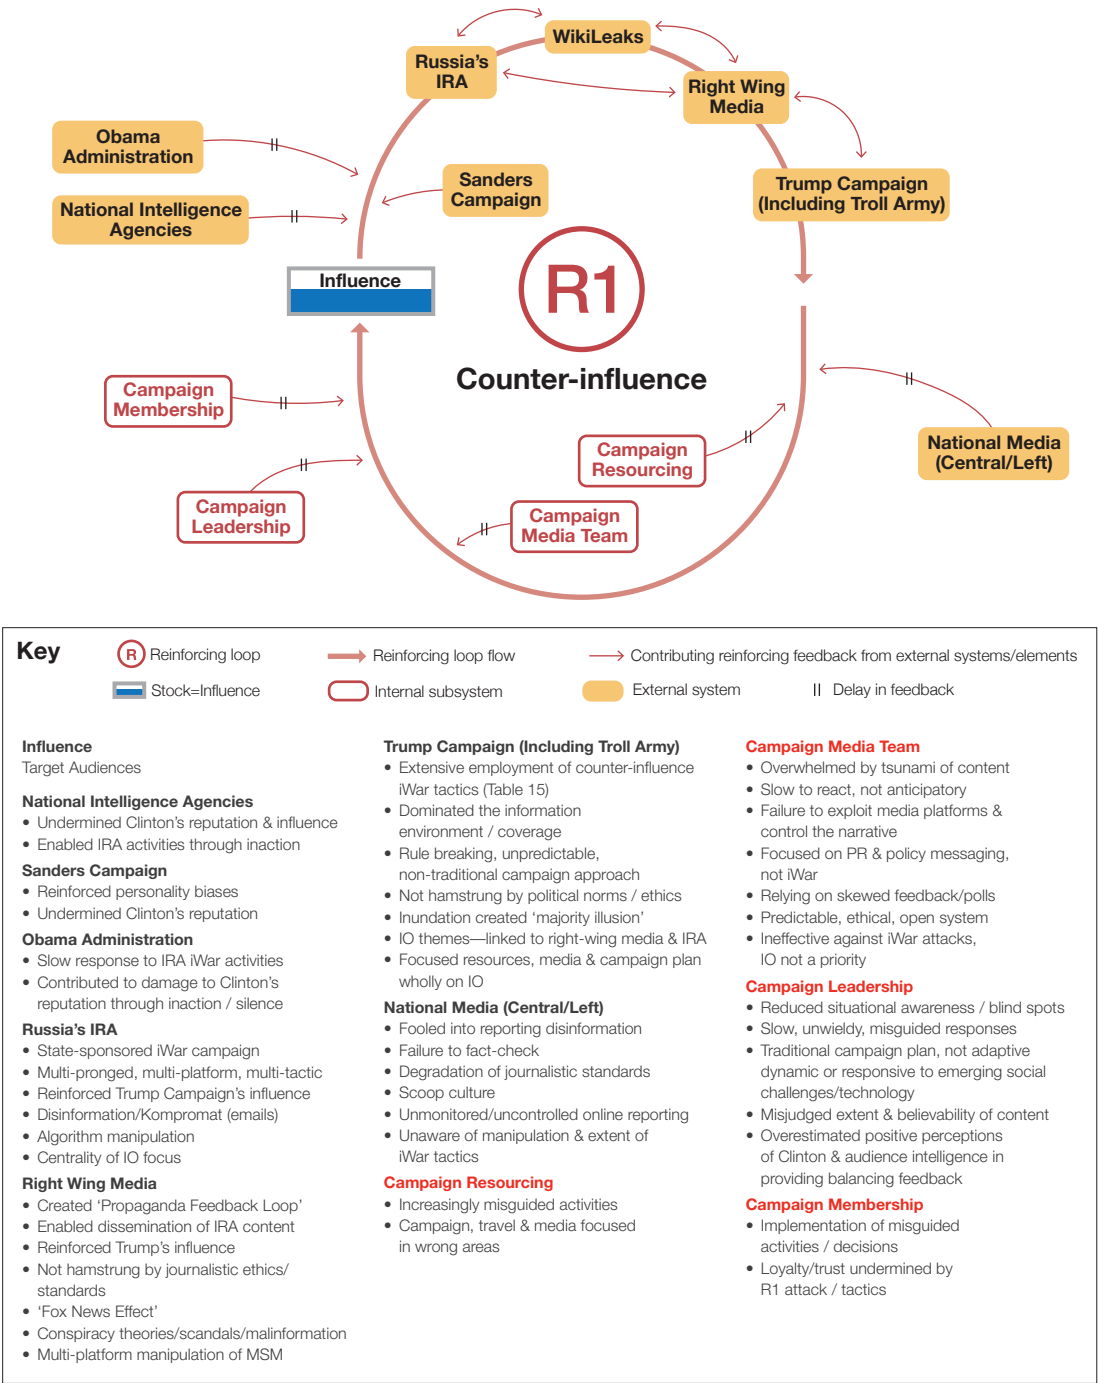 WikiLeaks
Russia's
IRA
Right Wing
Media
Obama
Administration
Sanders
Campaign
Trump Campaign
(Including Troll Army)
National Intelligence
Agencies
Influence
R1
Counter-influence
Campaign
Membership
National Media
(Central/Left)
Campaign
Resourcing
Campaign
Leadership
Campaign
Media Team
Key
R Reinforcing loop
Reinforcing loop flow
Contributing reinforcing feedback from external systems/elements
Stock=Influence
Internal subsystem
External system
Delay in feedback
Influence
Target Audiences
National Intelligence Agencies
• Undermined Clinton's reputation & influence
• Enabled IRA activities through inaction
Sanders Campaign
• Reinforced personality biases
• Undermined Clinton's reputation
Obama Administration
• Slow response to IRA iWar activities
• Contributed to damage to Clinton's
reputation through inaction / silence
Russia's IRA
• State-sponsored iWar campaign
• Multi-pronged, multi-platform, multi-tactic
• Reinforced Trump Campaign's influence
• Disinformation/Kompromat (emails)
• Algorithm manipulation
• Centrality of IO focus
Right Wing Media
• Created 'Propaganda Feedback Loop'
• Enabled dissemination of IRA content
• Reinforced Trump's influence
• Not hamstrung by journalistic ethics/
standards
• 'Fox News Effect'
• Conspiracy theories/scandals/malinformation
• Multi-platform manipulation of MSM
Trump Campaign (Including Troll Army)
• Extensive employment of counter-influence
iWar tactics (Table 15)
• Dominated the information
environment / coverage
• Rule breaking, unpredictable,
non-traditional campaign approach
• Not hamstrung by political norms / ethics
• Inundation created 'majority illusion'
• IO themes—linked to right-wing media & IRA
• Focused resources, media & campaign plan
wholly on IO
National Media (Central/Left)
• Fooled into reporting disinformation
• Failure to fact-check
• Degradation of journalistic standards
• Scoop culture
• Unmonitored/uncontrolled online reporting
• Unaware of manipulation & extent of
iWar tactics
Campaign Resourcing
• Increasingly misguided activities
• Campaign, travel & media focused
in wrong areas
Campaign Media Team
• Overwhelmed by tsunami of content
• Slow to react, not anticipatory
• Failure to exploit media platforms &
control the narrative
• Focused on PR & policy messaging,
not iWar
• Relying on skewed feedback/polls
• Predictable, ethical, open system
• Ineffective against iWar attacks,
IO not a priority
Campaign Leadership
• Reduced situational awareness / blind spots
• Slow, unwieldy, misguided responses
• Traditional campaign plan, not adaptive
dynamic or responsive to emerging social
challenges/technology
• Misjudged extent & believability of content
• Overestimated positive perceptions
of Clinton & audience intelligence in
providing balancing feedback
Campaign Membership
• Implementation of misguided
activities / decisions
• Loyalty/trust undermined by
R1 attack / tactics